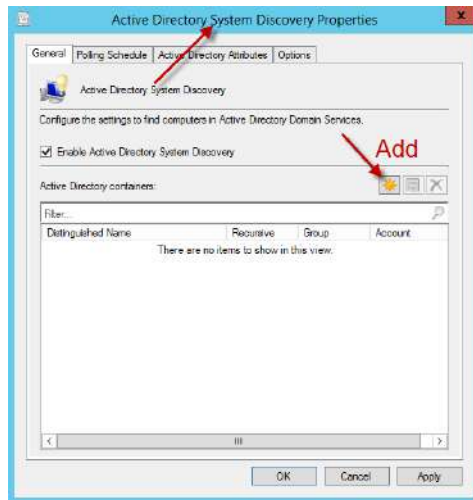 Active Directory System Discovery Properties
x
General Polling Schedule Active Directory Attributes Options
Active Directory System Discovery
Configure the settings to find computers in Active Directory Domain Services.
Enable Active Directory System Discovery
Add
Active Directory containers:
Filter...
Distinguished Name Recursive Group Account
There are no items to show in this view.
OK Cancel Apply